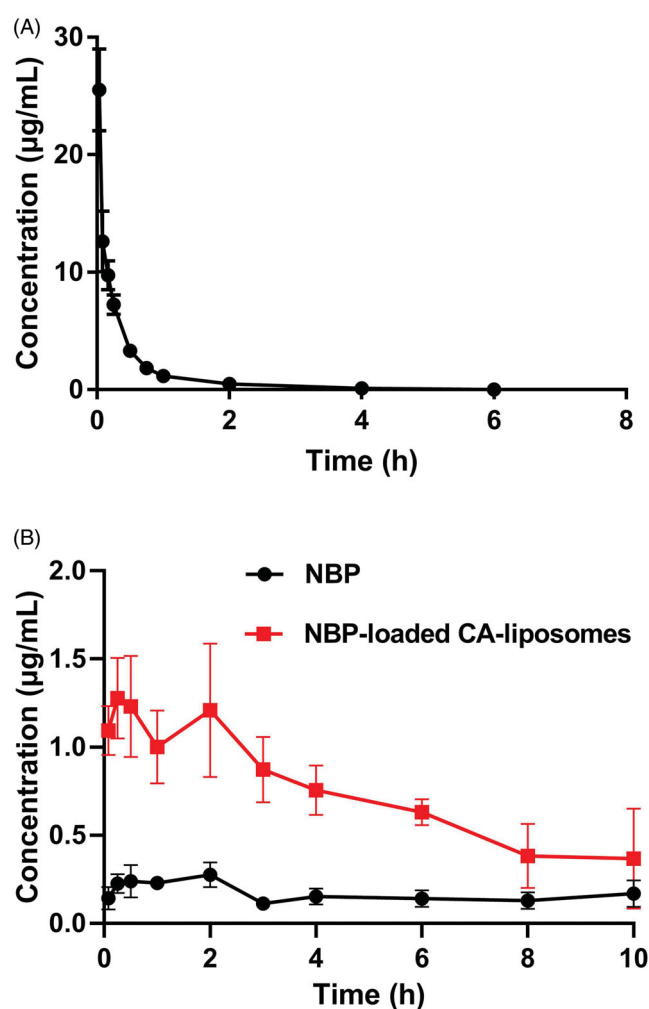 (A)
30
20
10
0
Concentration (µg/mL)
0 2 4 6 8
Time (h)
(B)
2.0
1.5
1.0
0.5
0.0
Concentration (µg/mL)
NBP
NBP-loaded CA-liposomes
0 2 4 6 8 10
Time (h)